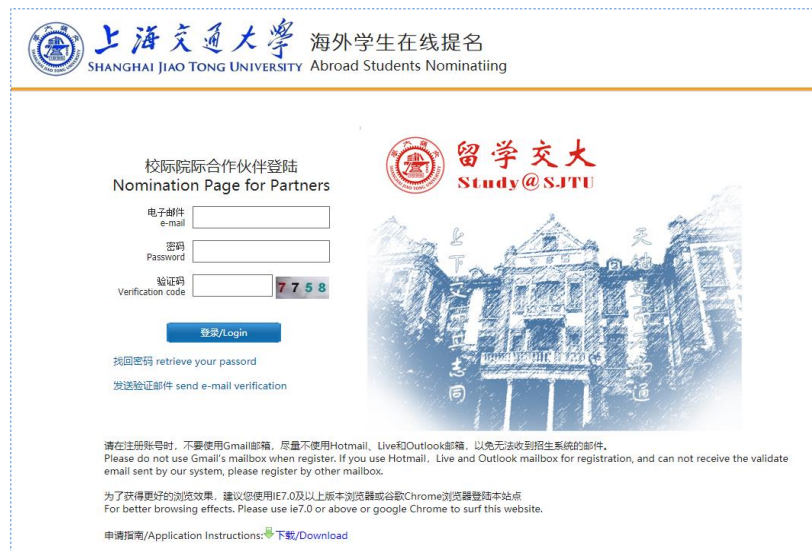 上海交通大學
SHANGHAI JIAO TONG UNIVERSITY
海外学生在线提名
Abroad Students Nominatiing
校际院际合作伙伴登陆
Nomination Page for Partners
电子邮件
e-mail
密码
Password
验证码
Verification code
7758
登录/Login
找回密码 retrieve your passord
发送验证邮件 send e-mail verification
留学交大
Study@SJTU
请在注册账号时，不要使用Gmail邮箱，尽量不使用Hotmail、Live和Outlook邮箱，以免无法收到招生系统的邮件。
Please do not use Gmail's mailbox when register. If you use Hotmail，Live and Outlook mailbox for registration, and can not receive the validate
email sent by our system, please register by other mailbox.
为了获得更好的浏览效果，建议您使用IE7.0及以上版本浏览器或谷歌Chrome浏览器登陆本站点
For better browsing effects. Please use ie7.0 or above or google Chrome to surf this website.
申请指南/Application Instructions: 下载/Download